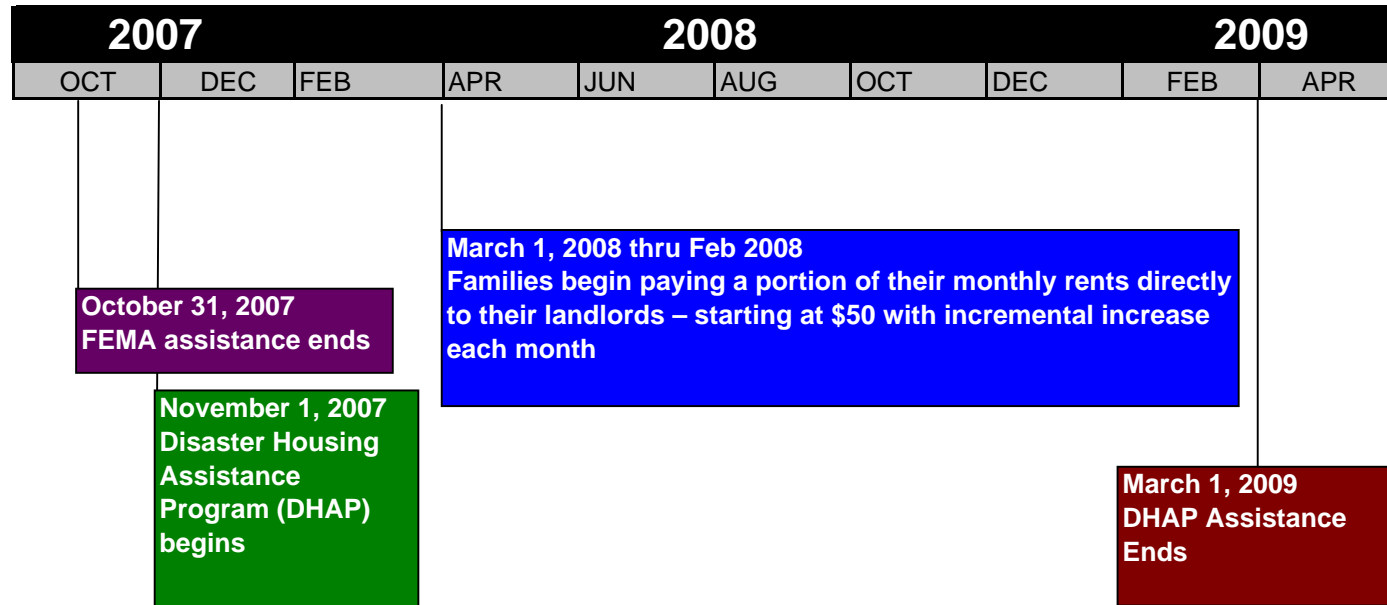 2007 2008 2009
OCT DEC FEB APR JUN AUG OCT DEC FEB APR
March 1, 2008 thru Feb 2008
Families begin paying a portion of their monthly rents directly
to their landlords – starting at $50 with incremental increase
each month
October 31, 2007
FEMA assistance ends
November 1, 2007
Disaster Housing
Assistance
Program (DHAP)
begins
March 1, 2009
DHAP Assistance
Ends